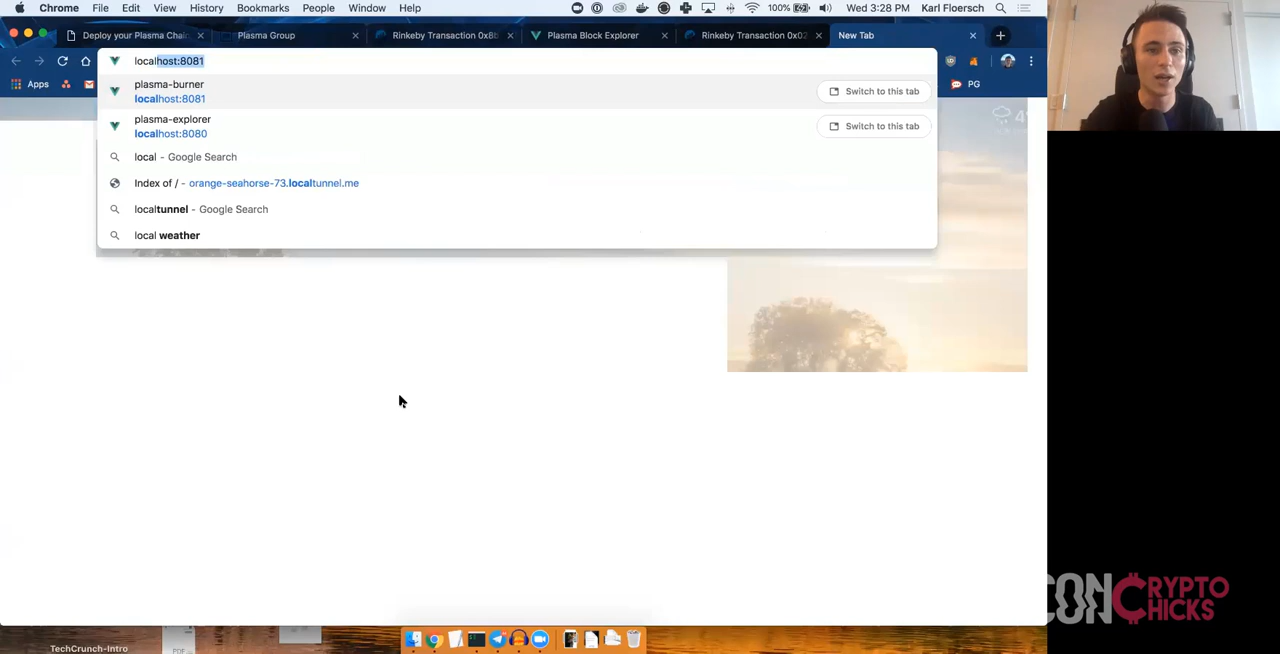 Chrome File Edit View History Bookmarks People Window Help 100% Wed 3:28 PM Karl Floersch
Deploy your Plasma Chain Plasma Group Rinkeby Transaction 0x8b Plasma Block Explorer Rinkeby Transaction 0x02 New Tab
localhost:8081
Apps PG
plasma-burner
localhost:8081
Switch to this tab
plasma-explorer
localhost:8080
Switch to this tab
local - Google Search
Index of / - orange-seahorse-73.localtunnel.me
localtunnel - Google Search
local weather
TechCrunch-Intro
PDF
CON CRYPTO
CHICKS